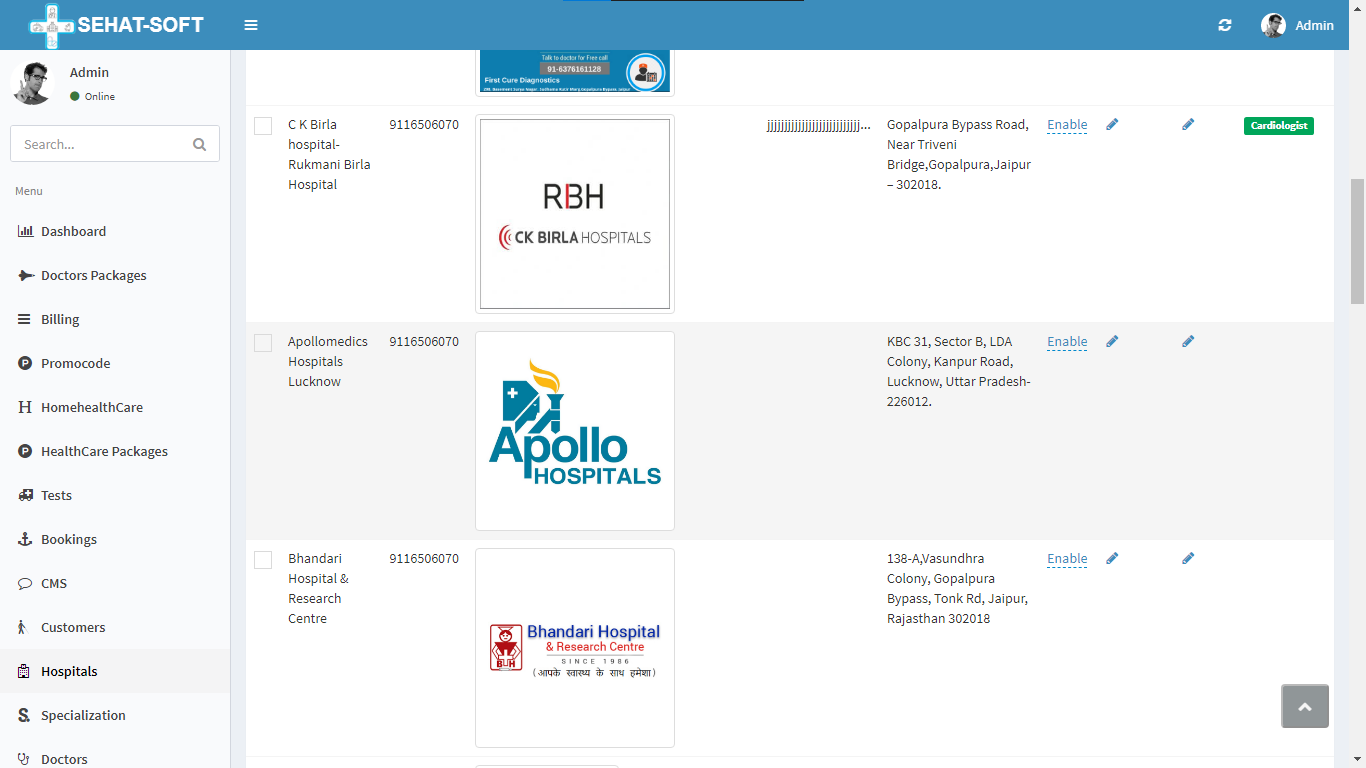 SEHAT-SOFT
Admin
Admin
Online
Search...
Menu
Dashboard
Doctors Packages
Billing
Promocode
HomehealthCare
HealthCare Packages
Tests
Bookings
CMS
Customers
Hospitals
Specialization
Doctors
Talk to doctor for Free call
91-6376161128
First Cure Diagnostics
C K Birla
hospital-
Rukmani Birla
Hospital
9116506070
RBH
CK BIRLA HOSPITALS
jjjjjjjjjjjjjjjjjjjjjjjjjjj...
Gopalpura Bypass Road,
Near Triveni
Bridge,Gopalpura,Jaipur
– 302018.
Enable
Cardiologist
Apollomedics
Hospitals
Lucknow
9116506070
Apollo
HOSPITALS
KBC 31, Sector B, LDA
Colony, Kanpur Road,
Lucknow, Uttar Pradesh-
226012.
Enable
Bhandari
Hospital &
Research
Centre
9116506070
BHH
Bhandari Hospital
& Research Centre
SINCE 1986
(आपके स्वास्थ्य के साथ हमेशा)
138-A,Vasundhra
Colony, Gopalpura
Bypass, Tonk Rd, Jaipur,
Rajasthan 302018
Enable